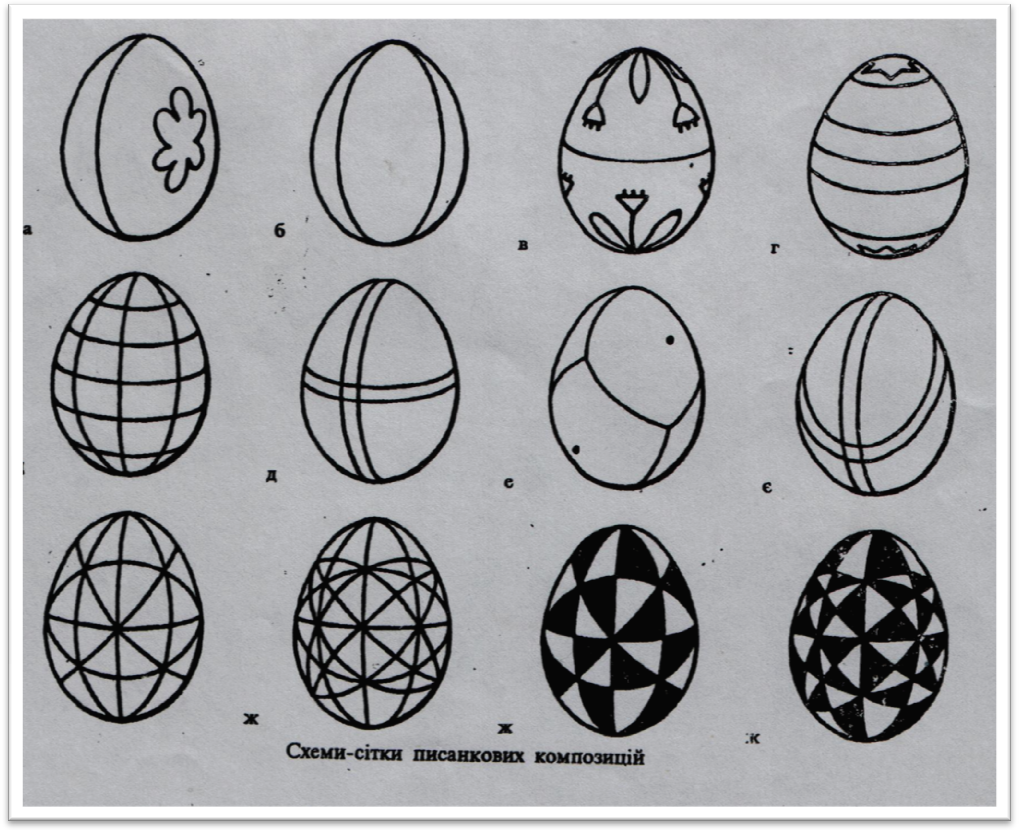 а
б
в
г
д
е
є
ж
ж
ж
Схеми-сітки писанкових композицій